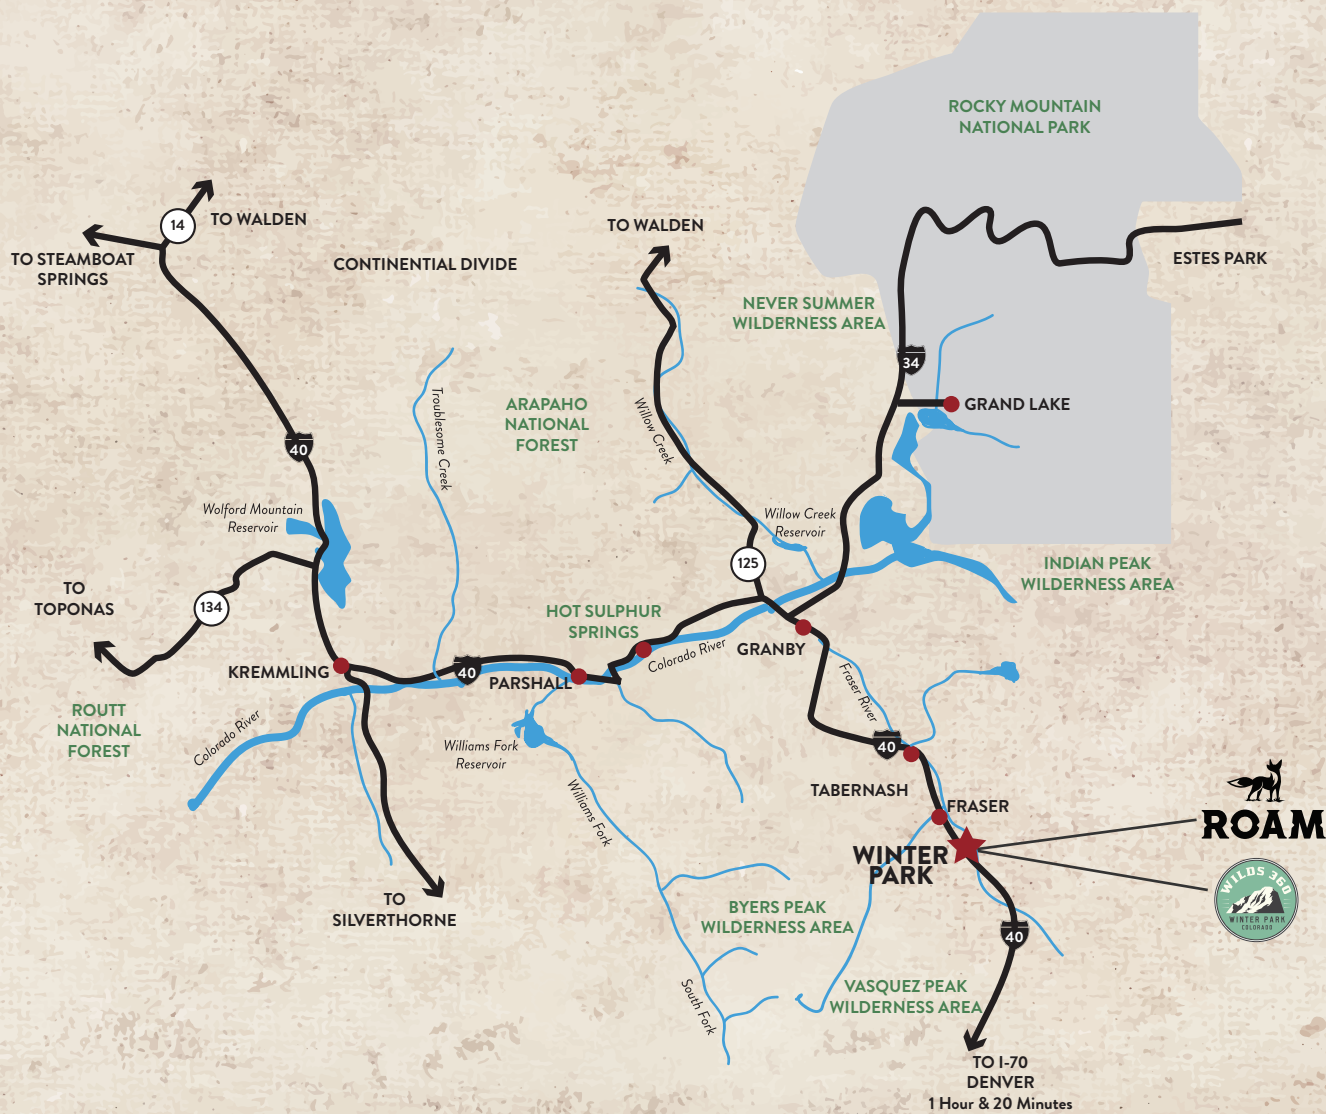 ROCKY MOUNTAIN
NATIONAL PARK
14
TO WALDEN
TO STEAMBOAT
SPRINGS
CONTINENTIAL DIVIDE
TO WALDEN
ESTES PARK
NEVER SUMMER
WILDERNESS AREA
34
GRAND LAKE
ARAPAHO
NATIONAL
FOREST
Troublesome Creek
Willow Creek
40
Wolford Mountain
Reservoir
Willow Creek
Reservoir
125
INDIAN PEAK
WILDERNESS AREA
TO
TOPONAS
134
HOT SULPHUR
SPRINGS
Colorado River
GRANBY
KREMMLING
40
PARSHALL
Fraser River
ROUTT
NATIONAL
FOREST
Colorado River
Williams Fork
Reservoir
40
TABERNASH
FRASER
Williams Fork
WINTER
PARK
ROAM
WILDS 360
WINTER PARK
COLORADO
TO
SILVERTHORNE
BYERS PEAK
WILDERNESS AREA
40
South Fork
VASQUEZ PEAK
WILDERNESS AREA
TO I-70
DENVER
1 Hour & 20 Minutes